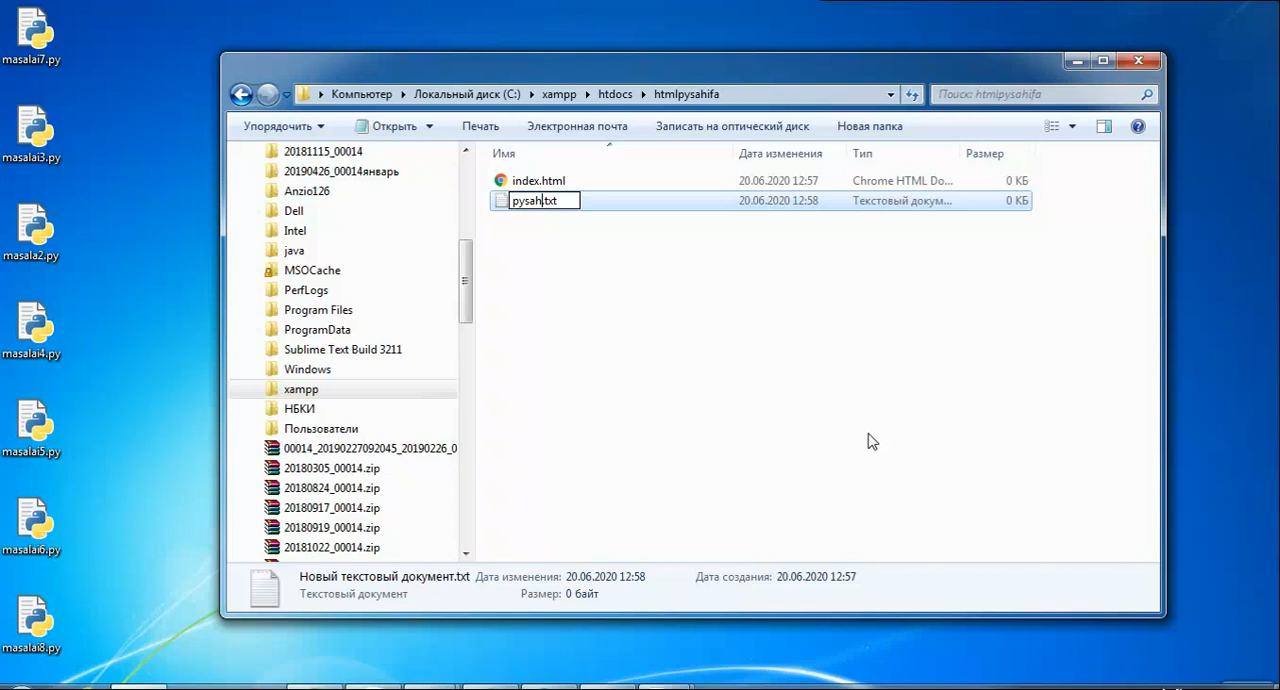 masalai7.py
masalai3.py
masala2.py
masalai4.py
masalai5.py
masalai6.py
masalai8.py
Компьютер
Локальный диск (C:)
xampp
htdocs
htmlpysahifa
Поиск: htmlpysahifa
Упорядочить
Открыть
Печать
Электронная почта
Записать на оптический диск
Новая папка
20181115_00014
20190426_00014январь
Anzio126
Dell
Intel
java
MSOCache
PerfLogs
Program Files
ProgramData
Sublime Text Build 3211
Windows
xampp
НБКИ
Пользователи
00014_20190227092045_20190226_0
20180305_00014.zip
20180824_00014.zip
20180917_00014.zip
20180919_00014.zip
20181022_00014.zip
Имя Дата изменения Тип Размер
index.html 20.06.2020 12:57 Chrome HTML Do... 0 КБ
pysah.txt 20.06.2020 12:58 Текстовый докум... 0 КБ
Новый текстовый документ.txt Дата изменения: 20.06.2020 12:58 Дата создания: 20.06.2020 12:57
Текстовый документ Размер: 0 байт